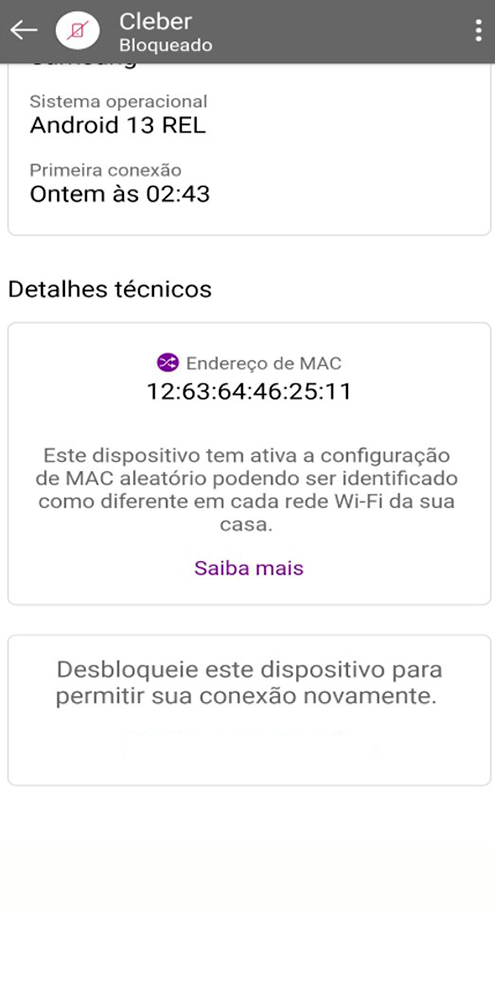 Cleber
Bloqueado
Samsung
Sistema operacional
Android 13 REL
Primeira conexão
Ontem às 02:43
Detalhes técnicos
Endereço de MAC
12:63:64:46:25:11
Este dispositivo tem ativa a configuração
de MAC aleatório podendo ser identificado
como diferente em cada rede Wi-Fi da sua
casa.
Saiba mais
Desbloqueie este dispositivo para
permitir sua conexão novamente.